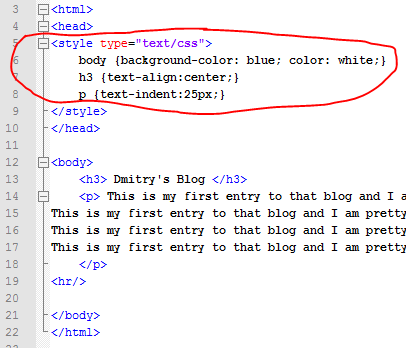 3 <html>
4 <head>
5 <style type="text/css">
6 body {background-color: blue; color: white;}
7 h3 {text-align:center;}
8 p {text-indent:25px;}
9 </style>
10 </head>
11
12 <body>
13 <h3> Dmitry's Blog </h3>
14 <p> This is my first entry to that blog and I a
15 This is my first entry to that blog and I am pretty
16 This is my first entry to that blog and I am pretty
17 This is my first entry to that blog and I am pretty
18 </p>
19 <hr/>
20
21 </body>
22 </html>